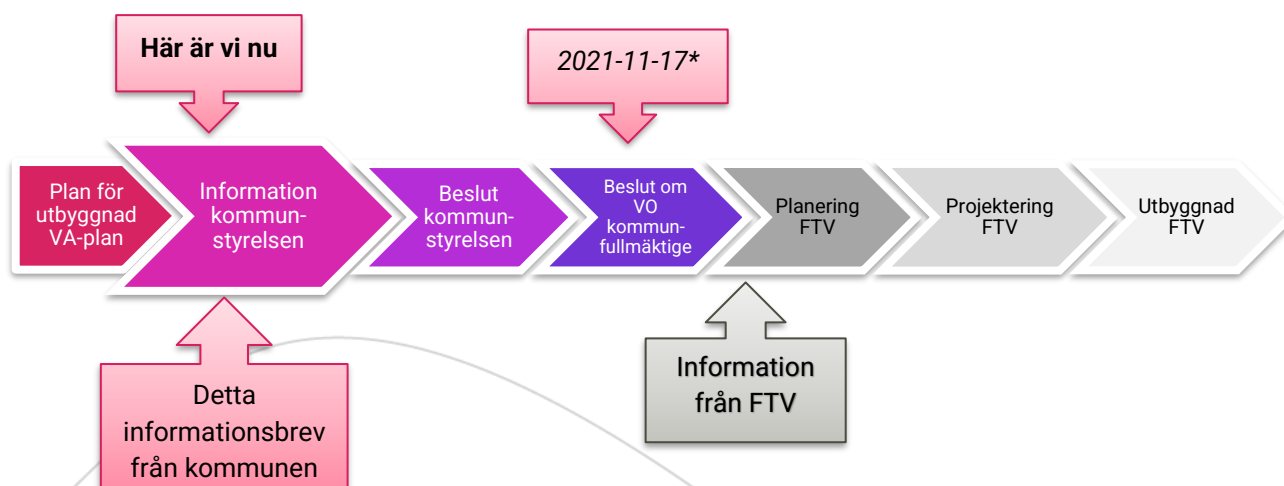 Här är vi nu
2021-11-17*
Plan för
utbyggnad
VA-plan
Information
kommun-
styrelsen
Beslut
kommun-
styrelsen
Beslut om
VO
kommun-
fullmäktige
Planering
FTV
Projektering
FTV
Utbyggnad
FTV
Detta
informationsbrev
från kommunen
Information
från FTV